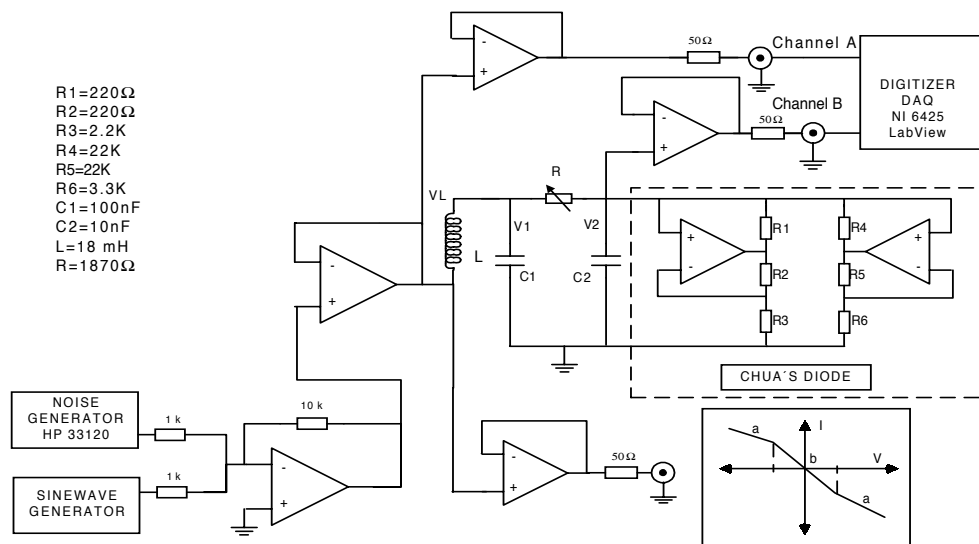 50Ω
Channel A
DIGITIZER
DAQ
NI 6425
LabView
-
+
Channel B
50Ω
-
+
R1=220Ω
R2=220Ω
R3=2.2K
R4=22K
R5=22K
R6=3.3K
C1=100nF
C2=10nF
L=18 mH
R=1870Ω
VL
R
V1
V2
L
C1
C2
+
-
R1
R2
R3
R4
R5
R6
+
-
-
+
CHUA´S DIODE
NOISE
GENERATOR
HP 33120
1 k
10 k
1 k
SINEWAVE
GENERATOR
-
+
-
+
50Ω
a
I
b
V
a